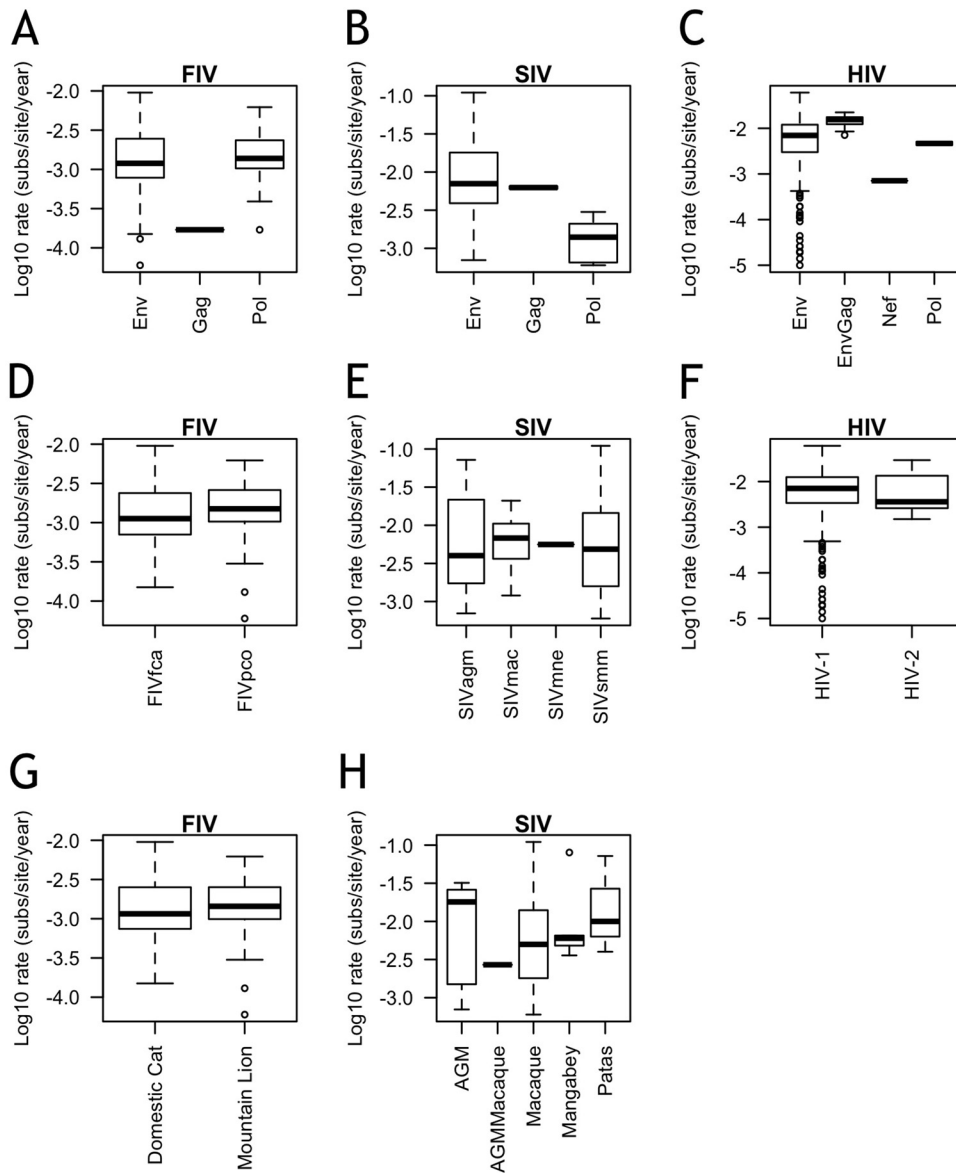 A
FIV
Log10 rate (subs/site/year)
-2.0
-2.5
-3.0
-3.5
-4.0
Env
Gag
Pol
B
SIV
Log10 rate (subs/site/year)
-1.0
-1.5
-2.0
-2.5
-3.0
Env
Gag
Pol
C
HIV
Log10 rate (subs/site/year)
-2
-3
-4
-5
Env
EnvGag
Nef
Pol
D
FIV
Log10 rate (subs/site/year)
-2.0
-2.5
-3.0
-3.5
-4.0
FIVfca
FIVpco
E
SIV
Log10 rate (subs/site/year)
-1.0
-1.5
-2.0
-2.5
-3.0
SIVagm
SIVmac
SIVmne
SIVsmm
F
HIV
Log10 rate (subs/site/year)
-2
-3
-4
-5
HIV-1
HIV-2
G
FIV
Log10 rate (subs/site/year)
-2.0
-2.5
-3.0
-3.5
-4.0
Domestic Cat
Mountain Lion
H
SIV
Log10 rate (subs/site/year)
-1.0
-1.5
-2.0
-2.5
-3.0
AGM
AGMMacaque
Macaque
Mangabey
Patas